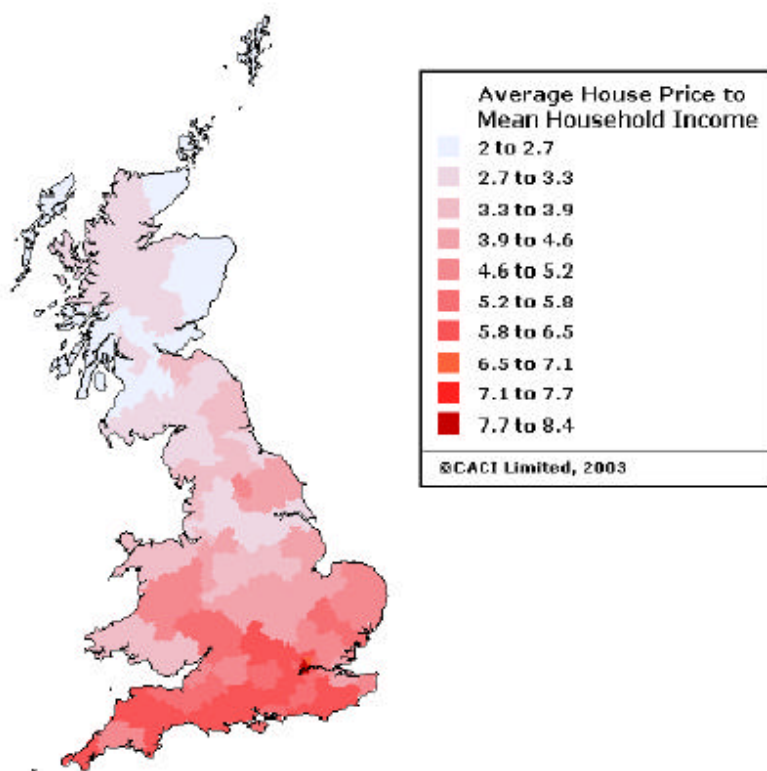 Average House Price to
Mean Household Income
2 to 2.7
2.7 to 3.3
3.3 to 3.9
3.9 to 4.6
4.6 to 5.2
5.2 to 5.8
5.8 to 6.5
6.5 to 7.1
7.1 to 7.7
7.7 to 8.4
©CACI Limited, 2003